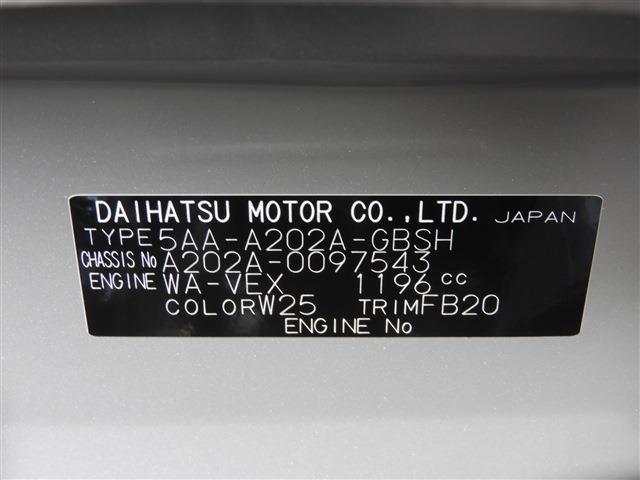 DAIHATSU MOTOR CO.,LTD. JAPAN
TYPE 5AA-A202A-GBSH
CHASSIS No A202A-0097543
ENGINE WA-VEX 1196 cc
COLOR W25 TRIM FB20
ENGINE No